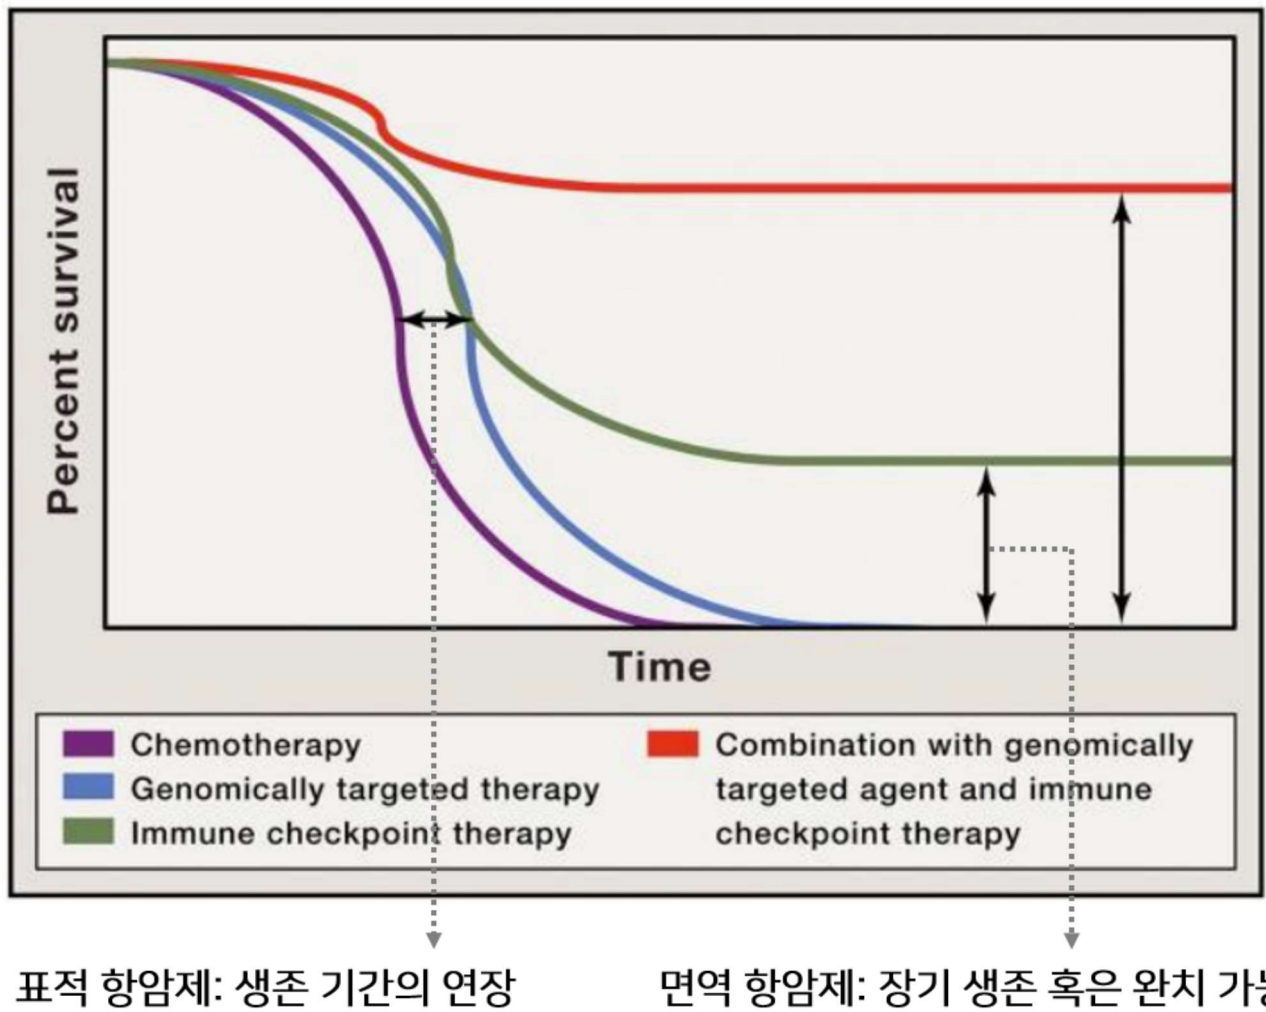 Percent survival
Time
Chemotherapy
Genomically targeted therapy
Immune checkpoint therapy
Combination with genomically
targeted agent and immune
checkpoint therapy
표적 항암제: 생존 기간의 연장
면역 항암제: 장기 생존 혹은 완치